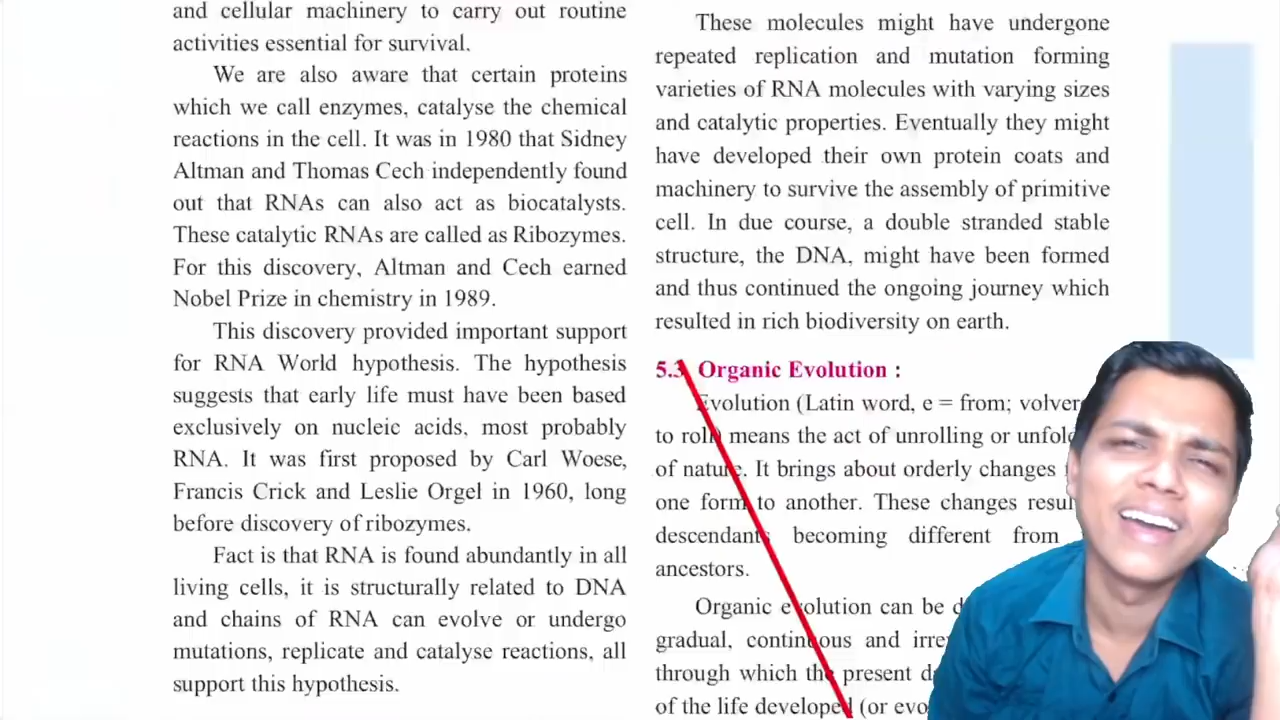 and cellular machinery to carry out routine
activities essential for survival.
We are also aware that certain proteins
which we call enzymes, catalyse the chemical
reactions in the cell. It was in 1980 that Sidney
Altman and Thomas Cech independently found
out that RNAs can also act as biocatalysts.
These catalytic RNAs are called as Ribozymes.
For this discovery, Altman and Cech earned
Nobel Prize in chemistry in 1989.
This discovery provided important support
for RNA World hypothesis. The hypothesis
suggests that early life must have been based
exclusively on nucleic acids, most probably
RNA. It was first proposed by Carl Woese,
Francis Crick and Leslie Orgel in 1960, long
before discovery of ribozymes.
Fact is that RNA is found abundantly in all
living cells, it is structurally related to DNA
and chains of RNA can evolve or undergo
mutations, replicate and catalyse reactions, all
support this hypothesis.
These molecules might have undergone
repeated replication and mutation forming
varieties of RNA molecules with varying sizes
and catalytic properties. Eventually they might
have developed their own protein coats and
machinery to survive the assembly of primitive
cell. In due course, a double stranded stable
structure, the DNA, might have been formed
and thus continued the ongoing journey which
resulted in rich biodiversity on earth.
5.3 Organic Evolution :
Evolution (Latin word, e = from; volver
to roll) means the act of unrolling or unfol
of nature. It brings about orderly changes
one form to another. These changes resul
descendants becoming different from
ancestors.
Organic evolution can be d
gradual, continuous and irre
through which the present da
of the life developed (or evo